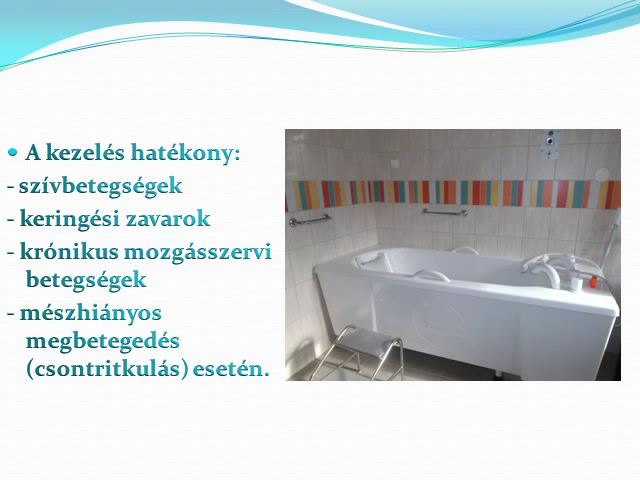 • A kezelés hatékony:
- szívbetegségek
- keringési zavarok
- krónikus mozgásszervi
betegségek
- mészhiányos
megbetegedés
(csontritkulás) esetén.